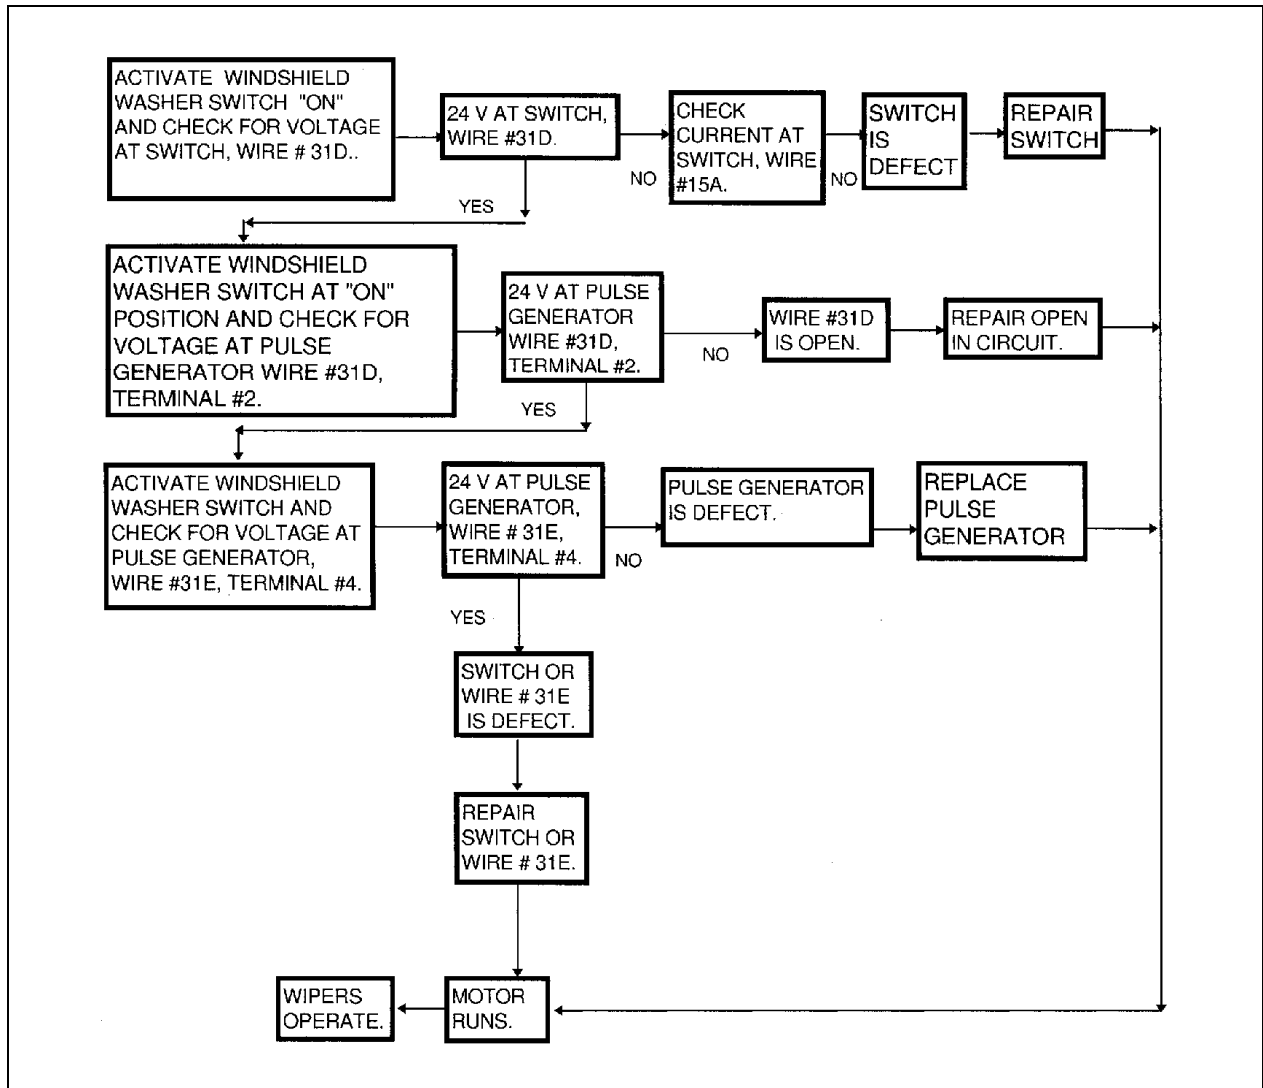 ACTIVATE WINDSHIELD
WASHER SWITCH "ON"
AND CHECK FOR VOLTAGE
AT SWITCH, WIRE # 31D..
24 V AT SWITCH,
WIRE #31D.
NO
CHECK
CURRENT AT
SWITCH, WIRE
#15A.
NO
SWITCH
IS
DEFECT
REPAIR
SWITCH
YES
ACTIVATE WINDSHIELD
WASHER SWITCH AT "ON"
POSITION AND CHECK FOR
VOLTAGE AT PULSE
GENERATOR WIRE #31D,
TERMINAL #2.
24 V AT PULSE
GENERATOR
WIRE #31D,
TERMINAL #2.
NO
WIRE #31D
IS OPEN.
REPAIR OPEN
IN CIRCUIT.
YES
ACTIVATE WINDSHIELD
WASHER SWITCH AND
CHECK FOR VOLTAGE AT
PULSE GENERATOR,
WIRE #31E, TERMINAL #4.
24 V AT PULSE
GENERATOR,
WIRE # 31E,
TERMINAL #4.
NO
PULSE GENERATOR
IS DEFECT.
REPLACE
PULSE
GENERATOR
YES
SWITCH OR
WIRE # 31E
IS DEFECT.
REPAIR
SWITCH OR
WIRE # 31E.
WIPERS
OPERATE.
MOTOR
RUNS.